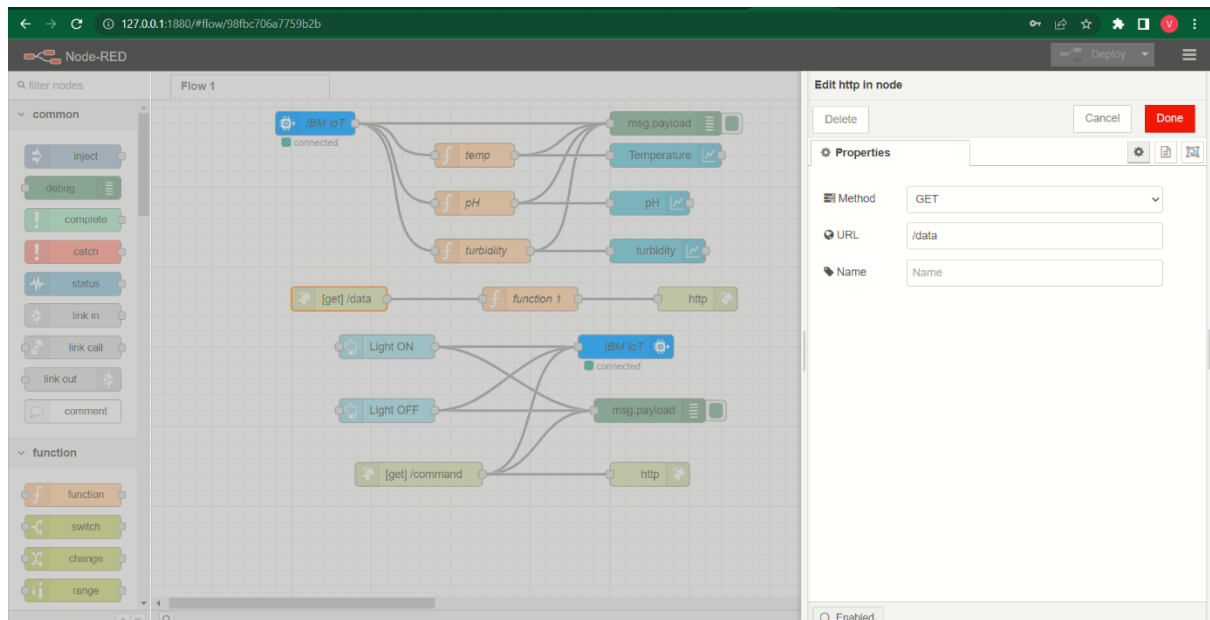 127.0.0.1:1880/#flow/98fbc706a7759b2b
V
Node-RED
Deploy
filter nodes
common
inject
debug
complete
catch
status
link in
link call
link out
comment
function
function
switch
change
range
Flow 1
IBM IoT
connected
msg.payload
temp
Temperature
pH
pH
turbidiity
turbidity
[get] /data
function 1
http
Light ON
IBM IoT
connected
Light OFF
msg.payload
[get] /command
http
Edit http in node
Delete
Cancel
Done
Properties
Method
GET
URL
/data
Name
Name
Enabled